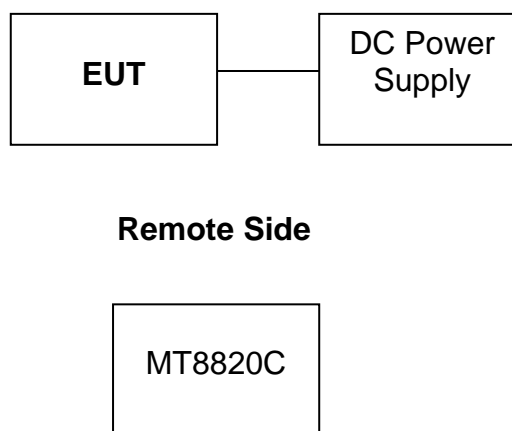 EUT
DC Power
Supply
Remote Side
MT8820C